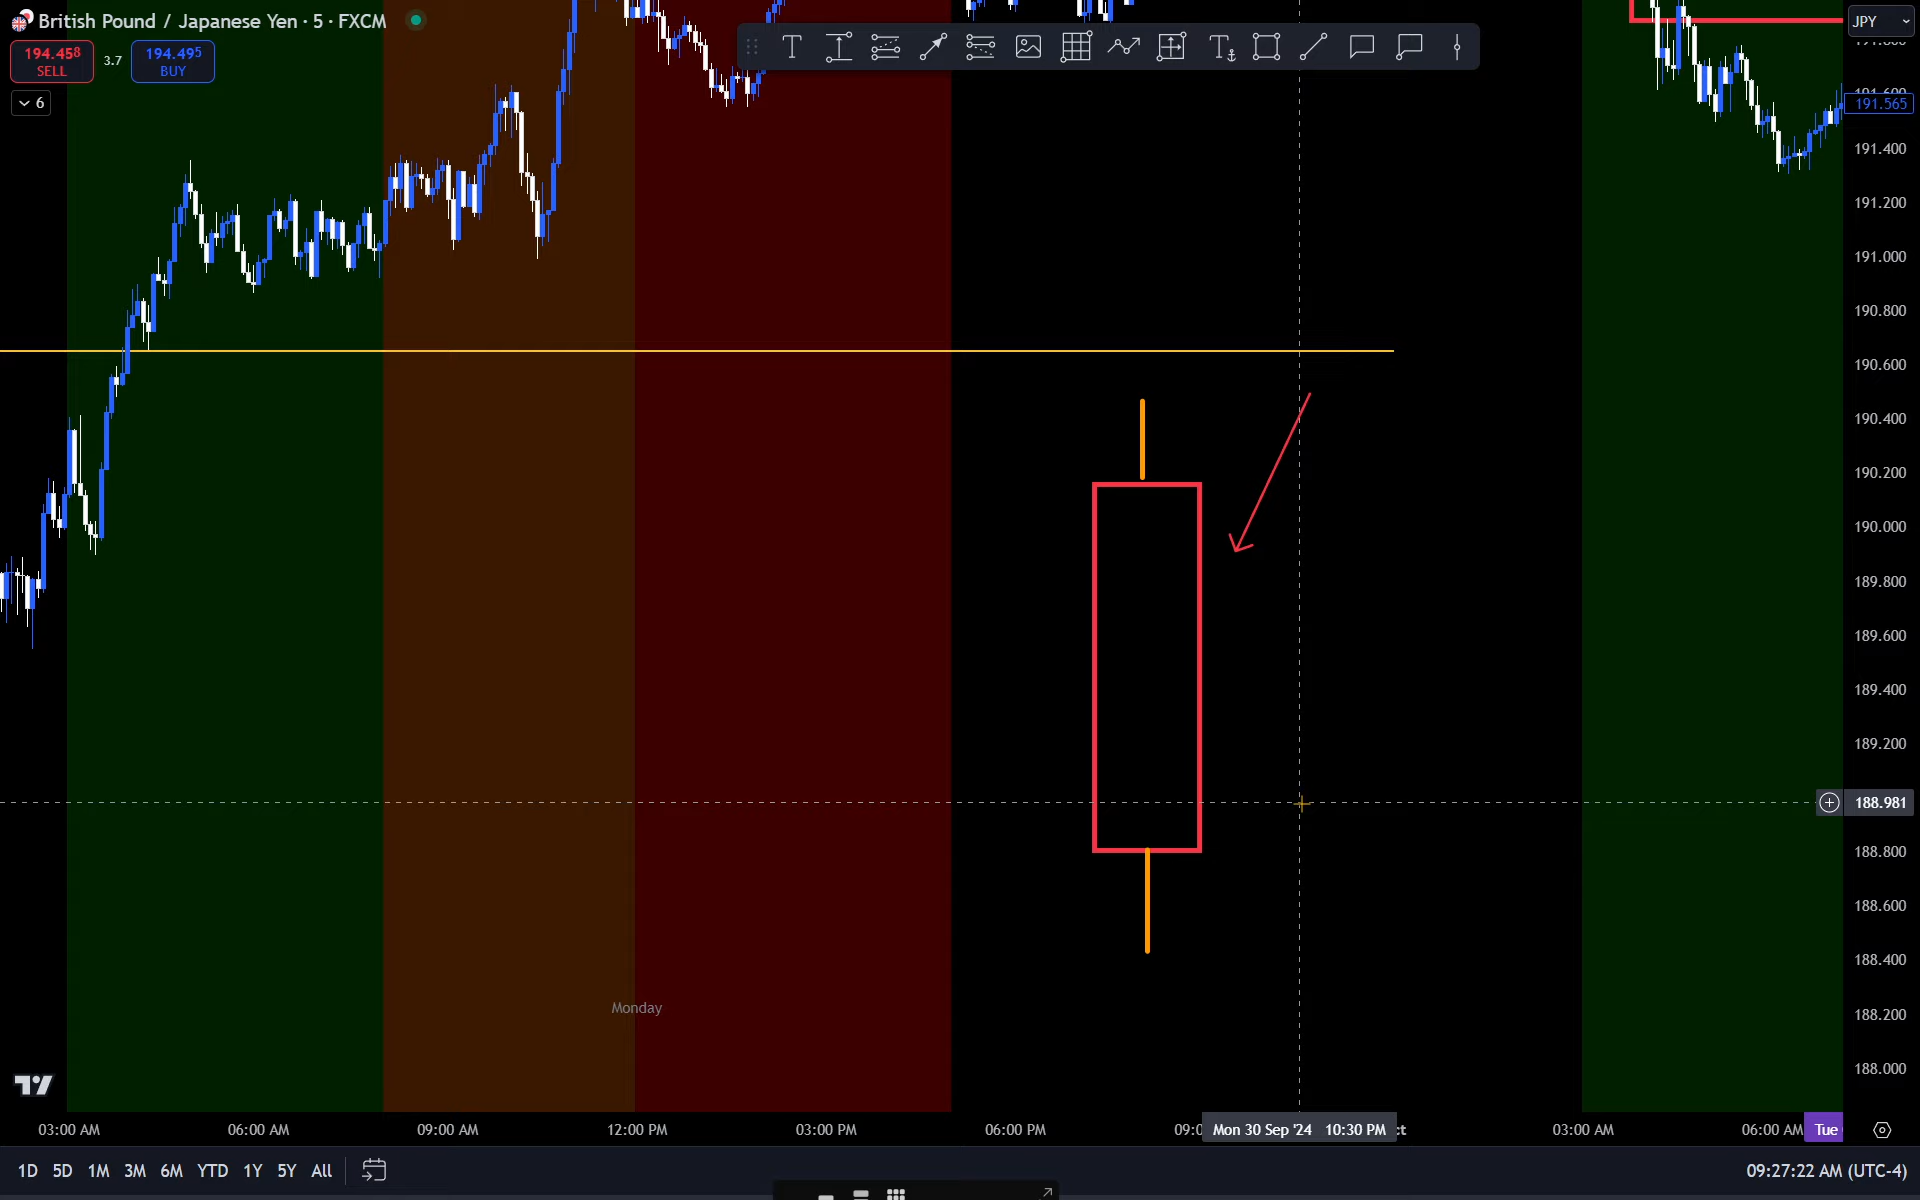 British Pound / Japanese Yen · 5 · FXCM
194.458
SELL
3.7
194.495
BUY
6
JPY
191.565
191.400
191.200
191.000
190.800
190.600
190.400
190.200
190.000
189.800
189.600
189.400
189.200
188.981
188.800
188.600
188.400
188.200
188.000
Monday
03:00 AM
06:00 AM
09:00 AM
12:00 PM
03:00 PM
06:00 PM
Mon 30 Sep '24 10:30 PM
03:00 AM
06:00 AM
Tue
1D 5D 1M 3M 6M YTD 1Y 5Y All
09:27:22 AM (UTC-4)